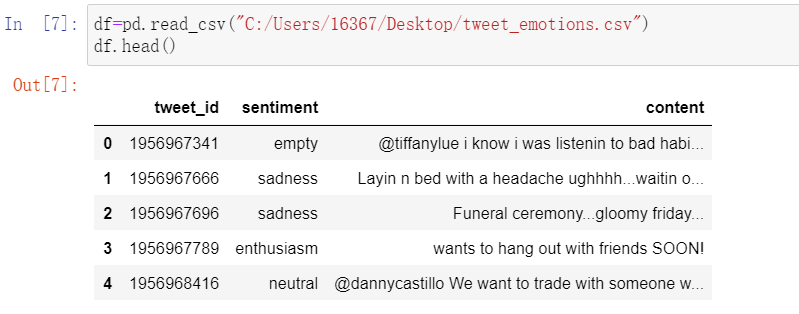 In [7]: df=pd.read_csv("C:/Users/16367/Desktop/tweet_emotions.csv")
df.head()
Out[7]:
tweet_id sentiment content
0 1956967341 empty @tiffanylue i know i was listenin to bad habi...
1 1956967666 sadness Layin n bed with a headache ughhhh...waitin o...
2 1956967696 sadness Funeral ceremony...gloomy friday...
3 1956967789 enthusiasm wants to hang out with friends SOON!
4 1956968416 neutral @dannycastillo We want to trade with someone w...